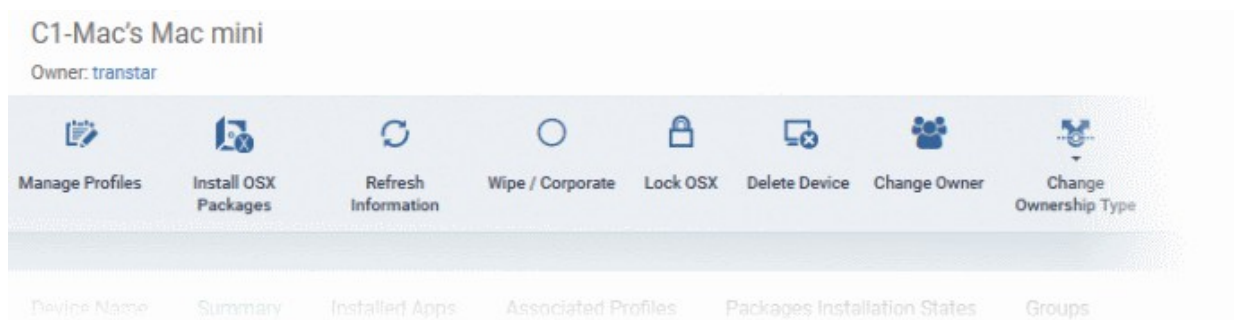 C1-Mac's Mac mini
Owner: transtar
Manage Profiles
Install OSX
Packages
Refresh
Information
Wipe / Corporate
Lock OSX
Delete Device
Change Owner
Change
Ownership Type
Device Name Summary Installed Apps Associated Profiles Packages Installation States Groups